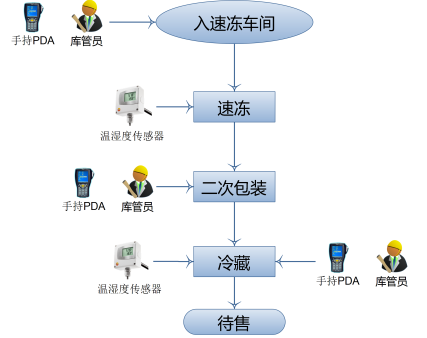 入速冻车间
手持PDA 库管员
速冻
温湿度传感器
二次包装
手持PDA 库管员
冷藏
温湿度传感器
手持PDA 库管员
待售